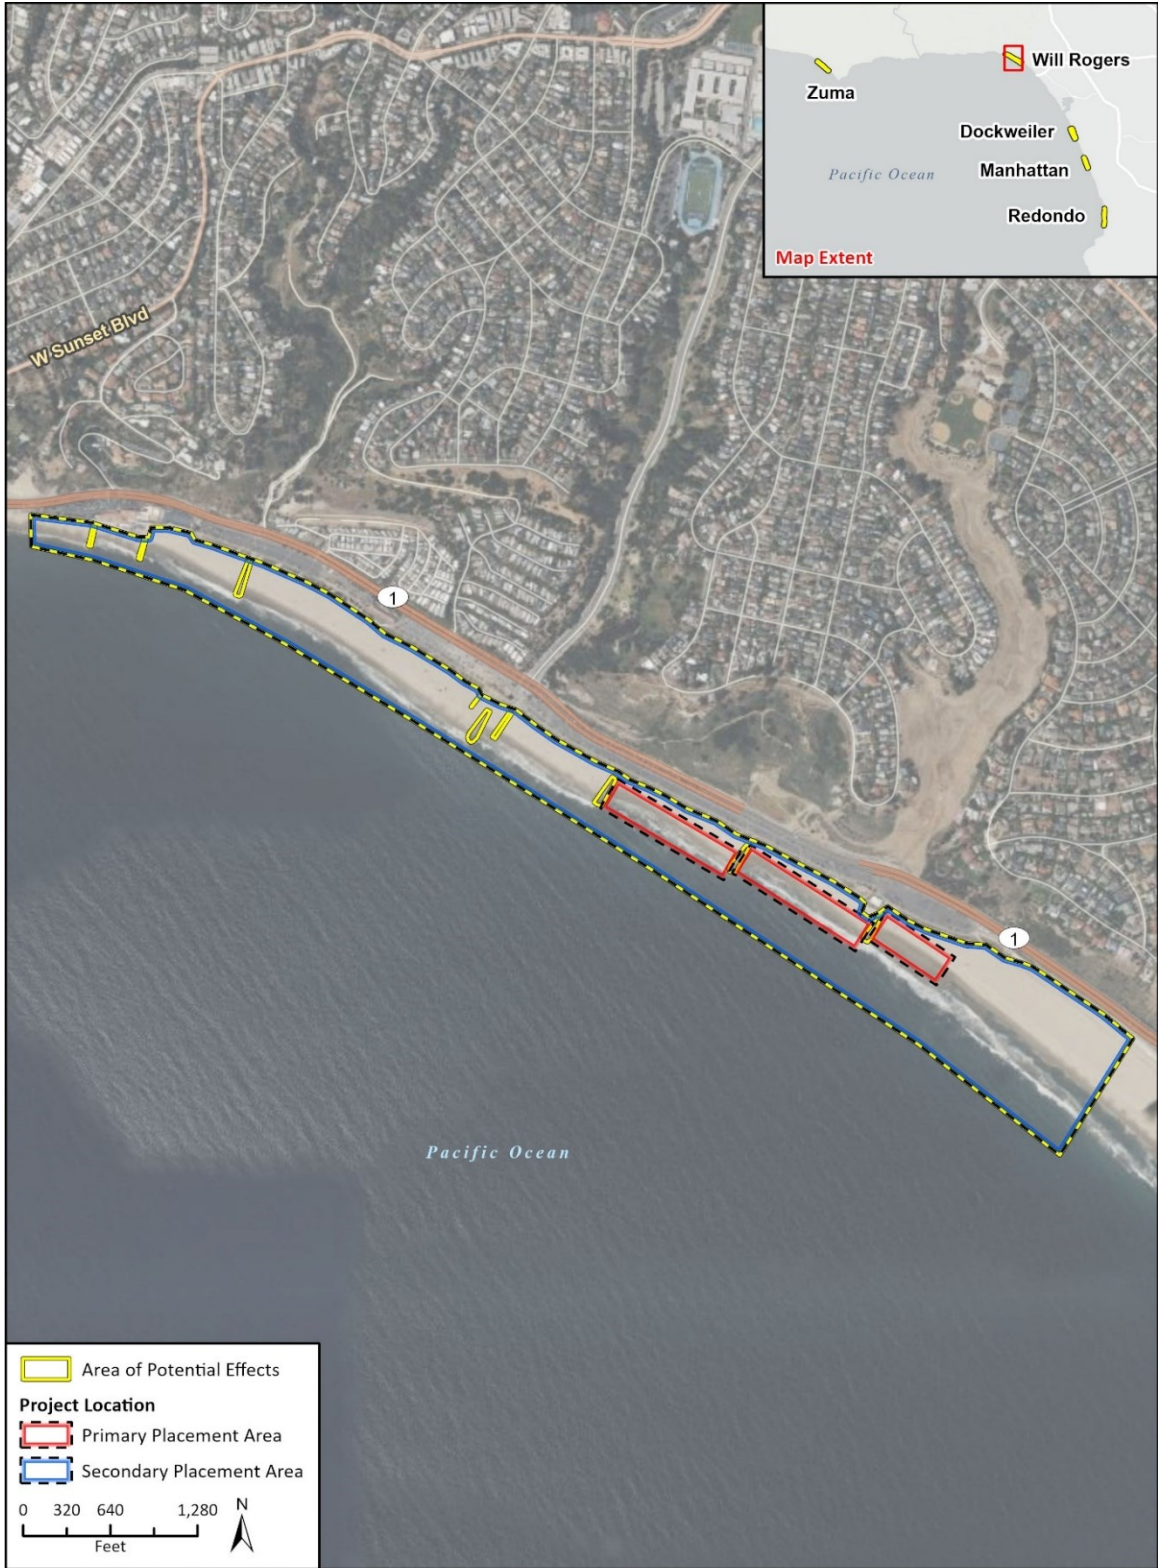 Will Rogers
Zuma
Dockweiler
Pacific Ocean
Manhattan
Redondo
Map Extent
W Sunset Blvd
1
1
Pacific Ocean
Area of Potential Effects
Project Location
Primary Placement Area
Secondary Placement Area
0 320 640 1,280
Feet
N